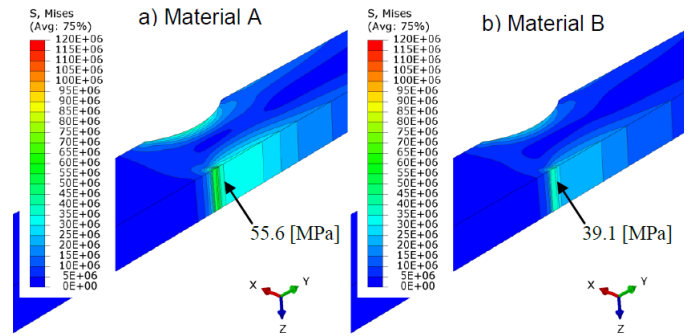 a) Material A
S, Mises
(Avg: 75%)
120E+06
115E+06
110E+06
105E+06
100E+06
95E+06
90E+06
85E+06
80E+06
75E+06
70E+06
65E+06
60E+06
55E+06
50E+06
45E+06
40E+06
35E+06
30E+06
25E+06
20E+06
15E+06
10E+06
5E+06
0E+00
55.6 [MPa]
X
Y
Z
b) Material B
S, Mises
(Avg: 75%)
120E+06
115E+06
110E+06
105E+06
100E+06
95E+06
90E+06
85E+06
80E+06
75E+06
70E+06
65E+06
60E+06
55E+06
50E+06
45E+06
40E+06
35E+06
30E+06
25E+06
20E+06
15E+06
10E+06
5E+06
0E+00
39.1 [MPa]
X
Y
Z